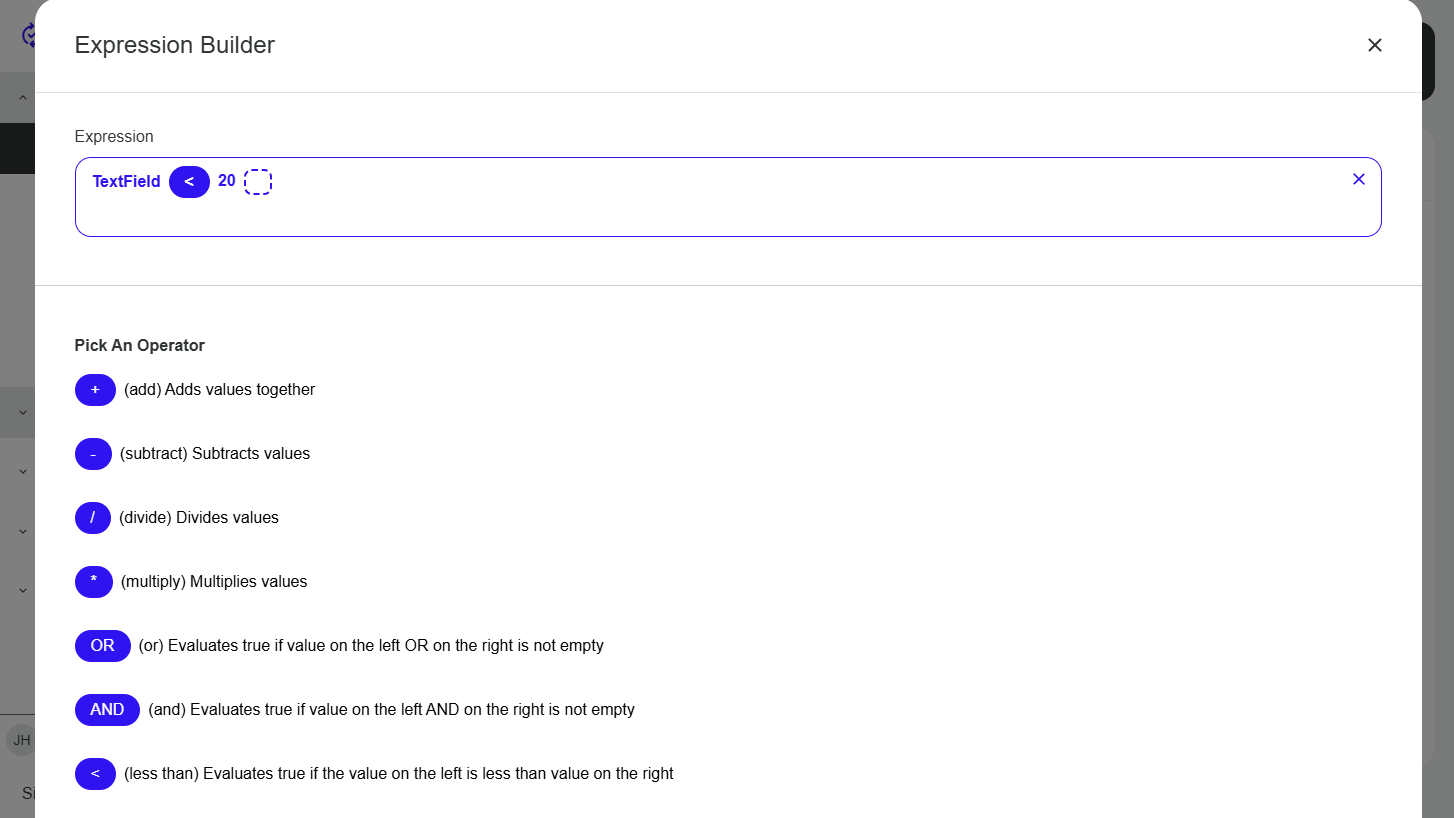 Expression Builder
Expression
TextField < 20
Pick An Operator
+ (add) Adds values together
- (subtract) Subtracts values
/ (divide) Divides values
* (multiply) Multiplies values
OR (or) Evaluates true if value on the left OR on the right is not empty
AND (and) Evaluates true if value on the left AND on the right is not empty
JH
< (less than) Evaluates true if the value on the left is less than value on the right
Si